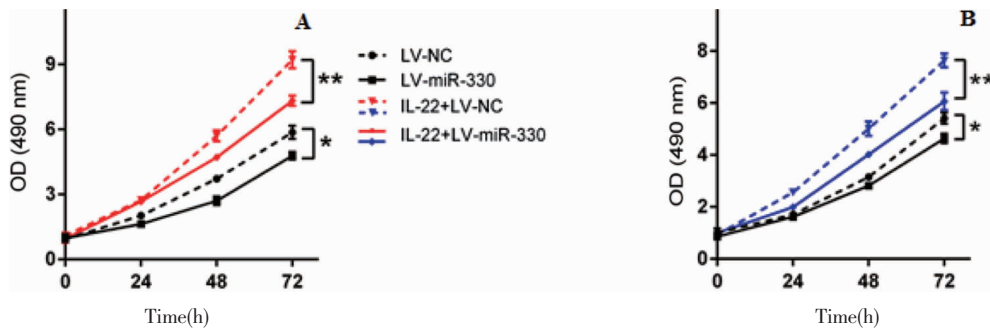 A
OD (490 nm)
9
6
3
0
**
*
0 24 48 72
Time(h)
LV-NC
LV-miR-330
IL-22+LV-NC
IL-22+LV-miR-330
B
OD (490 nm)
8
6
4
2
0
**
*
0 24 48 72
Time(h)